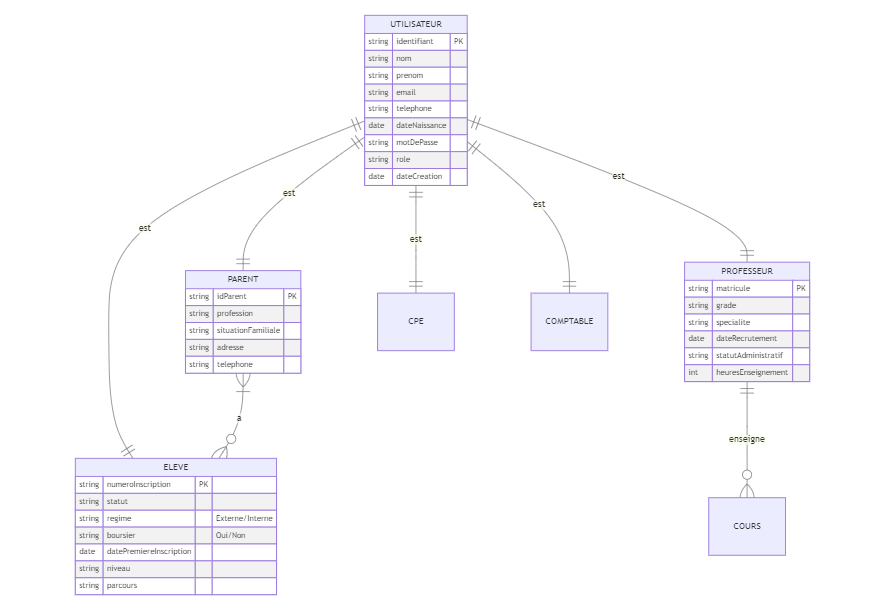 UTILISATEUR
string identifiant PK
string nom
string prenom
string email
string telephone
date dateNaissance
string motDePasse
string role
date dateCreation
est
est
est
est
est
PARENT
string idParent PK
string profession
string situationFamiliale
string adresse
string telephone
CPE
COMPTABLE
PROFESSEUR
string matricule PK
string grade
string specialite
date dateRecrutement
string statutAdministratif
int heuresEnseignement
a
enseigne
ELEVE
string numeroInscription PK
string statut
string regime Externe/Interne
string boursier Oui/Non
date datePremiereInscription
string niveau
string parcours
COURS